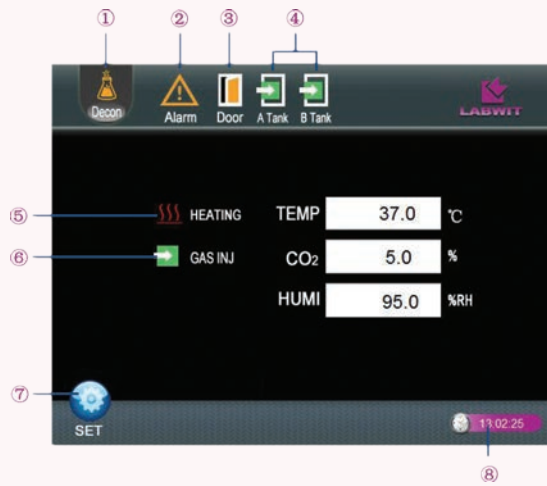 ① ② ③ ④
Decon Alarm Door A Tank B Tank LABWIT
⑤ HEATING TEMP 37.0 ℃
⑥ GAS INJ CO₂ 5.0 %
HUMI 95.0 %RH
⑦ SET
13.02.25
⑧